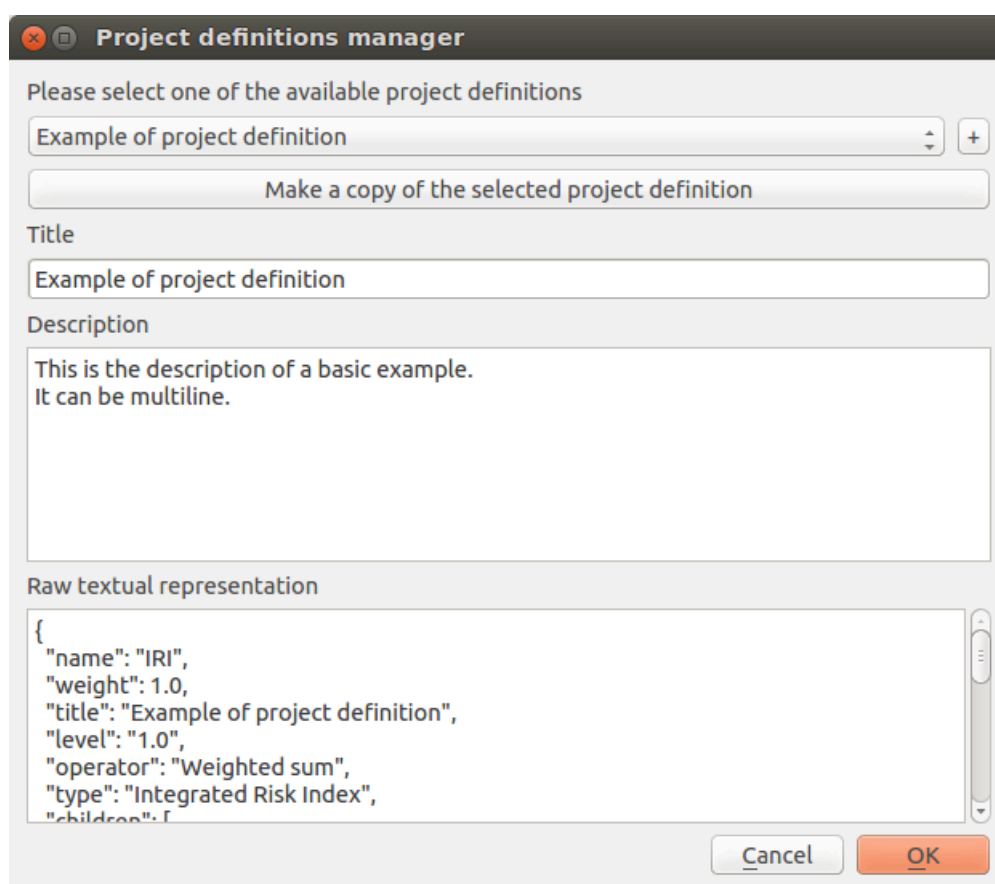 Project definitions manager
Please select one of the available project definitions
Example of project definition
+
Make a copy of the selected project definition
Title
Example of project definition
Description
This is the description of a basic example.
It can be multiline.
Raw textual representation
{
"name": "IRI",
"weight": 1.0,
"title": "Example of project definition",
"level": "1.0",
"operator": "Weighted sum",
"type": "Integrated Risk Index",
"children": [
Cancel
OK